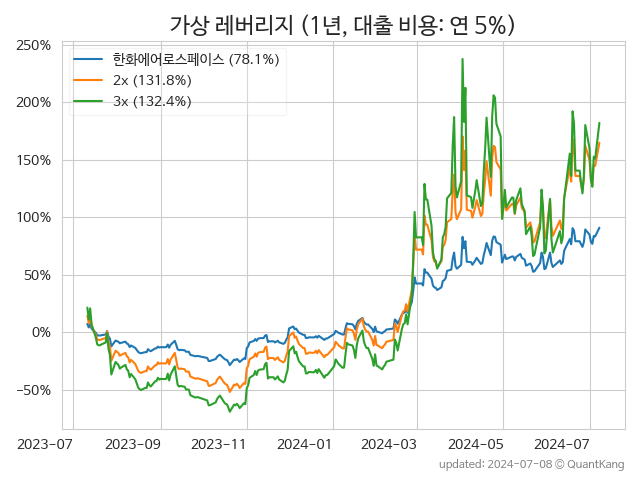 가상 레버리지 (1년, 대출 비용: 연 5%)
250%
200%
150%
100%
50%
0%
−50%
한화에어로스페이스 (78.1%)
2x (131.8%)
3x (132.4%)
2023-07 2023-09 2023-11 2024-01 2024-03 2024-05 2024-07
updated: 2024-07-08 © QuantKang